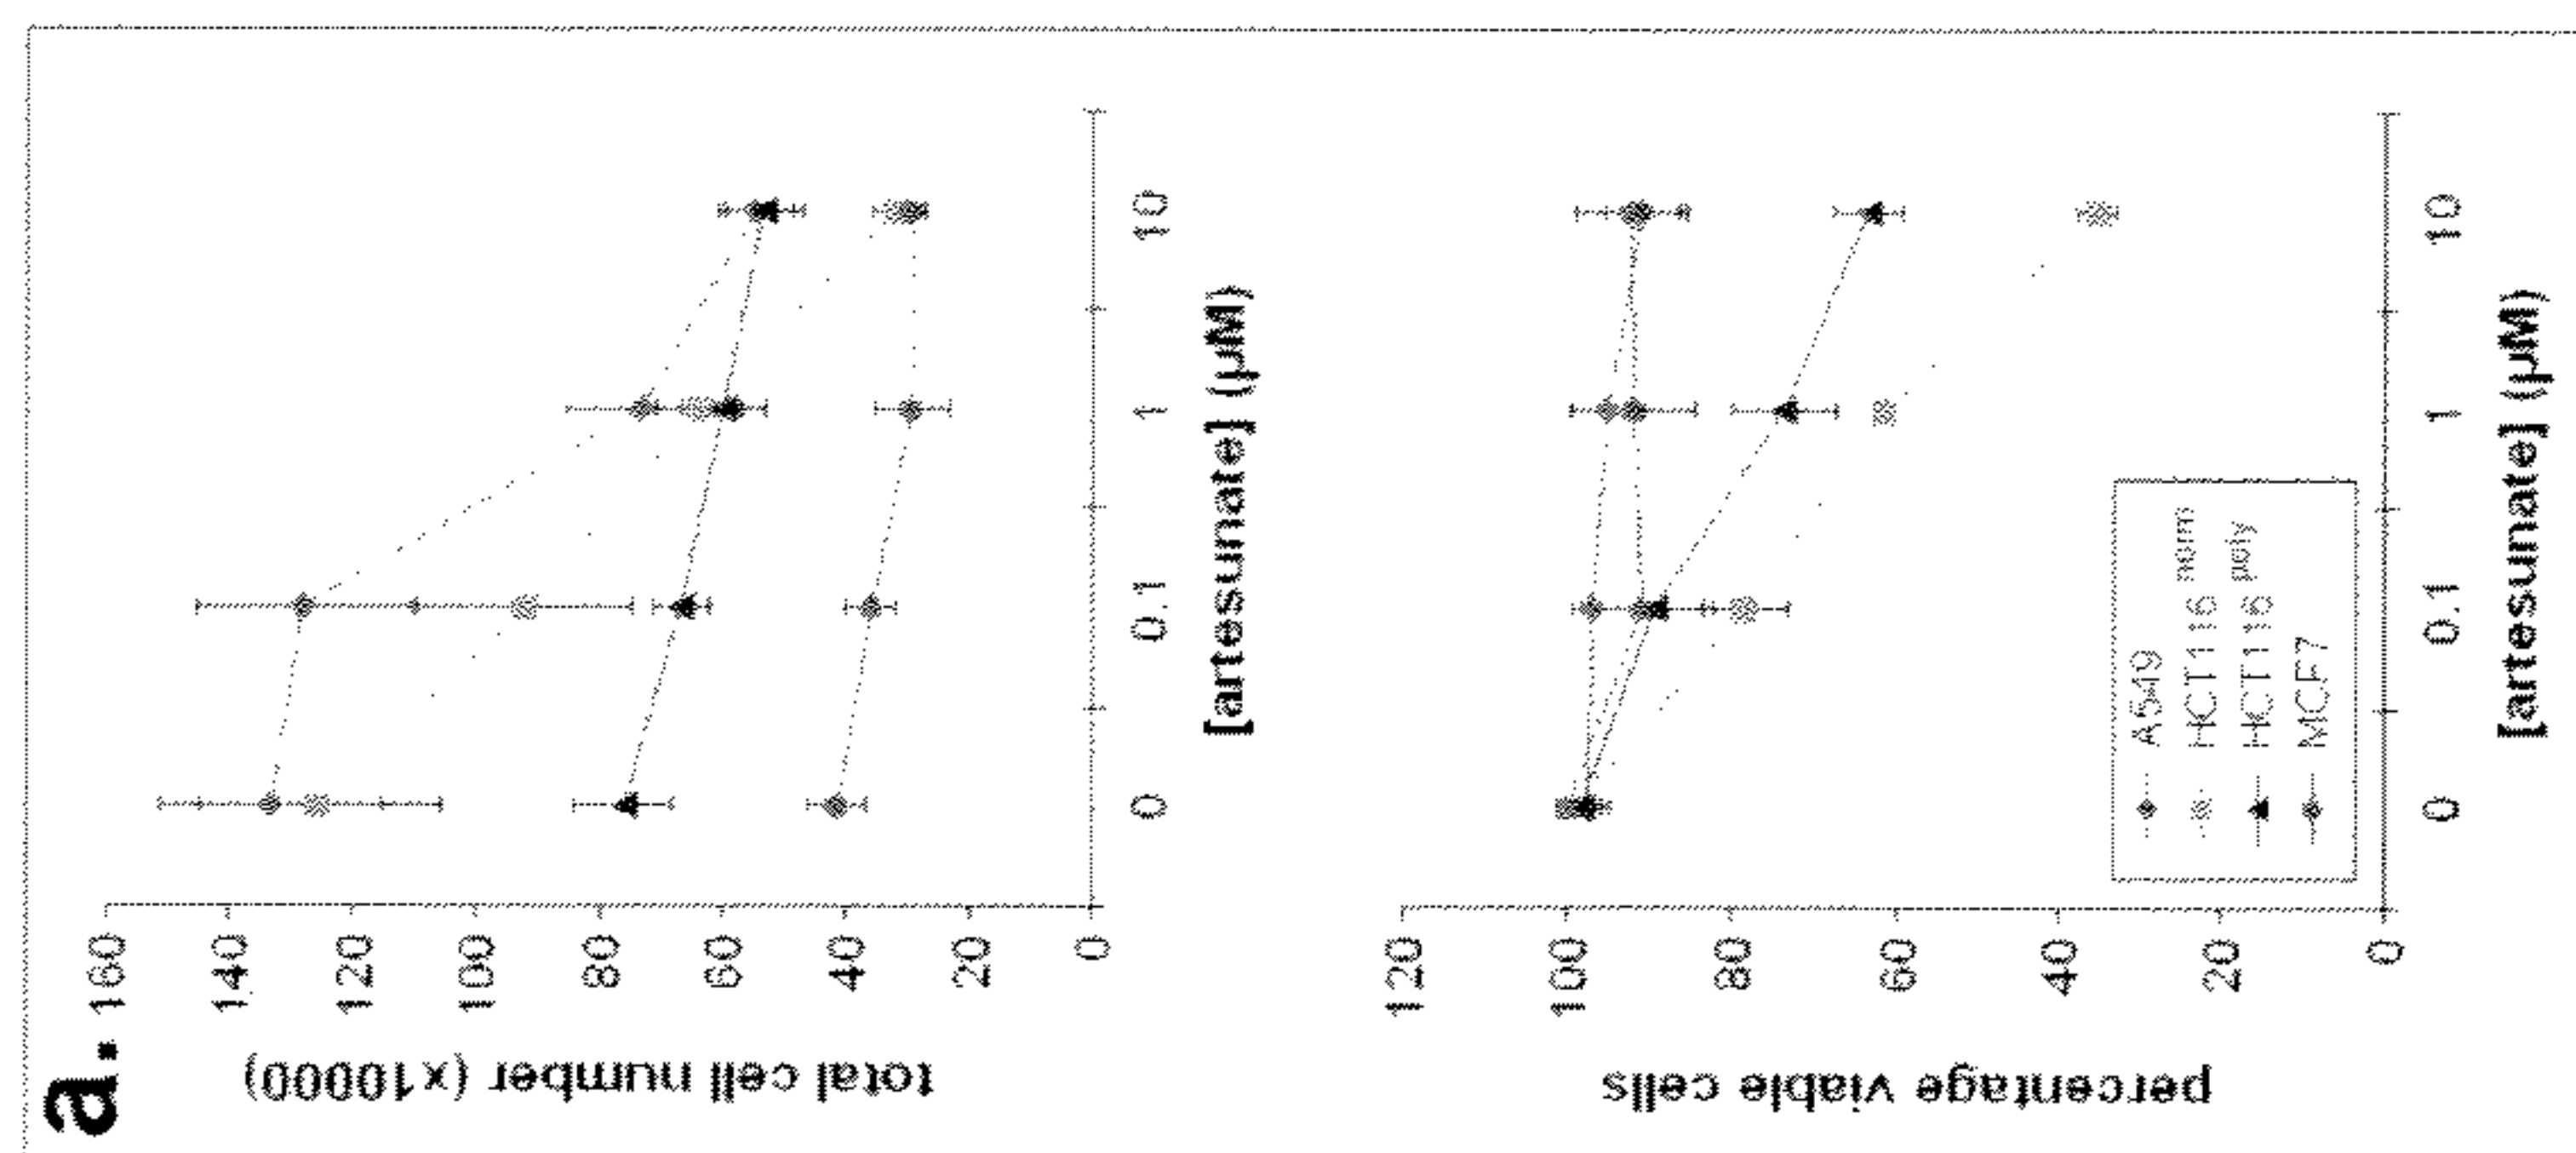 a.
total cell number (x10000)
160
140
120
100
80
60
40
20
0
0
0.1
1
10
[artesunate] (µM)
percentage viable cells
120
100
80
60
40
20
0
A549
HCT116 norm
HCT116 poly
MCF7
0
0.1
1
10
[artesunate] (µM)